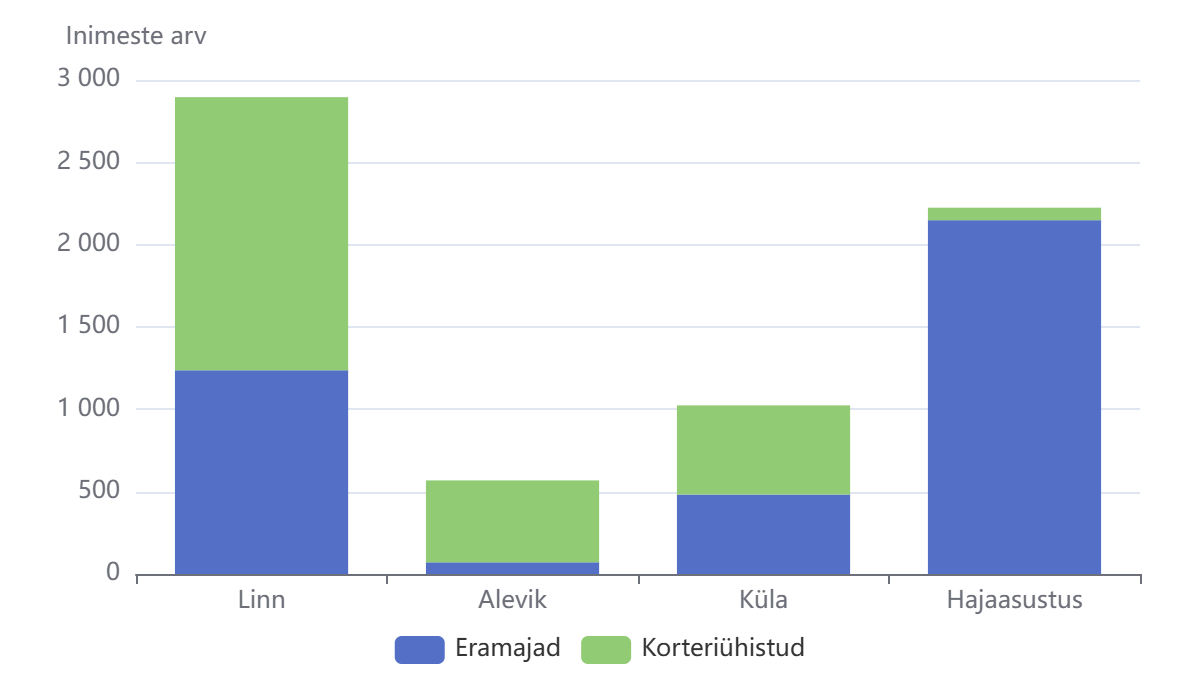 Inimeste arv
3 000
2 500
2 000
1 500
1 000
500
0
Linn Alevik Küla Hajaasustus
Eramajad Korteriühistud